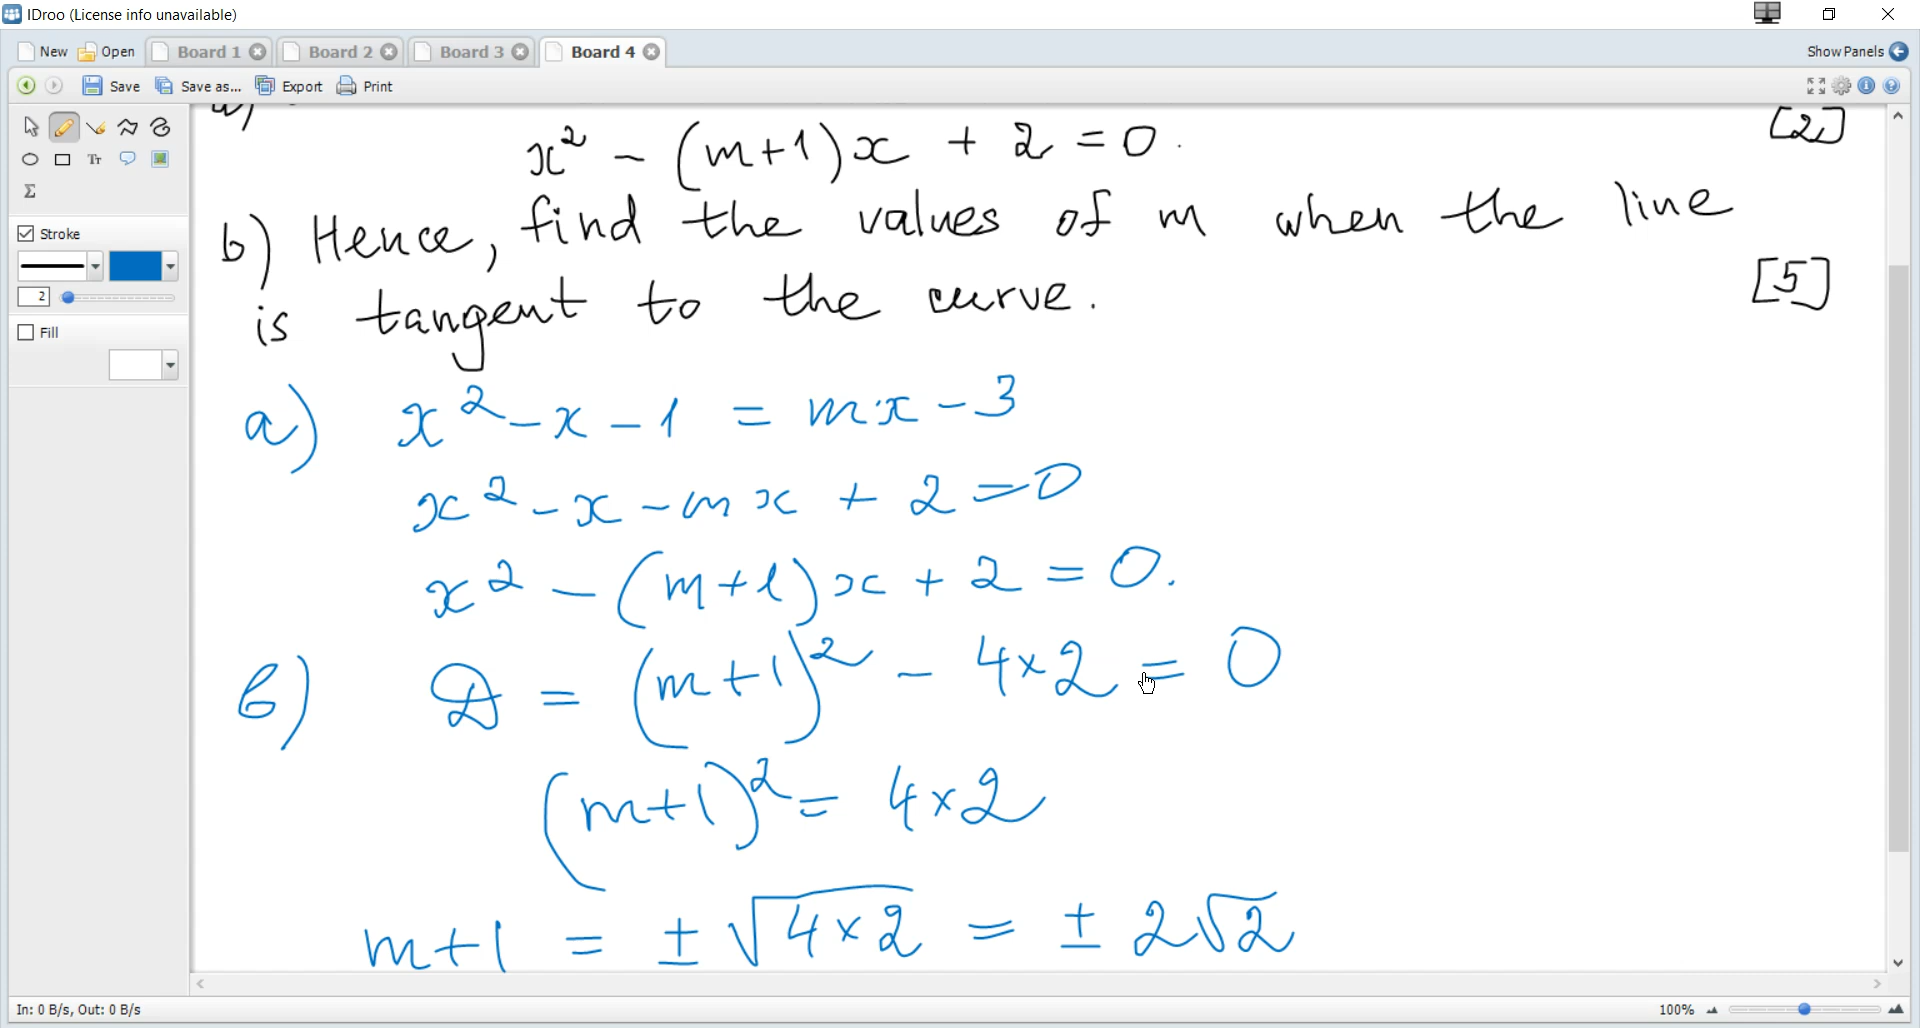 IDroo (License info unavailable)
New Open Board 1 Board 2 Board 3 Board 4 Show Panels
Save Save as... Export Print
a)
[2]
x² - (m+1)x + 2 = 0.
b) Hence, find the values of m when the line
is tangent to the curve. [5]
a) x² - x - 1 = mx - 3
x² - x - mx + 2 = 0
x² - (m+1)x + 2 = 0.
b) D = (m+1)² - 4×2 = 0
(m+1)² = 4×2
m+1 = ± √4×2 = ± 2√2
Tт
Σ
Stroke
2
Fill
In: 0 B/s, Out: 0 B/s 100%